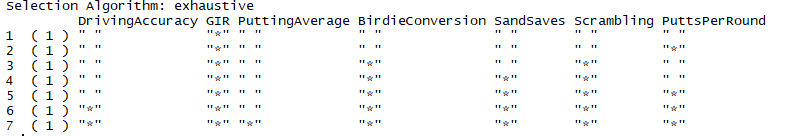 Selection Algorithm: exhaustive
         DrivingAccuracy GIR PuttingAverage BirdieConversion SandSaves Scrambling PuttsPerRound
1  ( 1 ) " "             "*" " "            " "              " "       " "        " "
2  ( 1 ) " "             "*" " "            " "              " "       " "        "*"
3  ( 1 ) " "             "*" " "            "*"              " "       "*"        " "
4  ( 1 ) " "             "*" " "            "*"              "*"       "*"        " "
5  ( 1 ) " "             "*" " "            "*"              "*"       "*"        "*"
6  ( 1 ) "*"             "*" " "            "*"              "*"       "*"        "*"
7  ( 1 ) "*"             "*" "*"            "*"              "*"       "*"        "*"